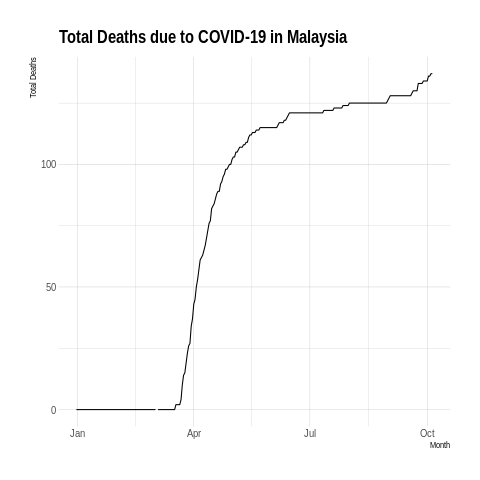 Total Deaths due to COVID-19 in Malaysia
Total Deaths
100
50
0
Jan Apr Jul Oct
Month